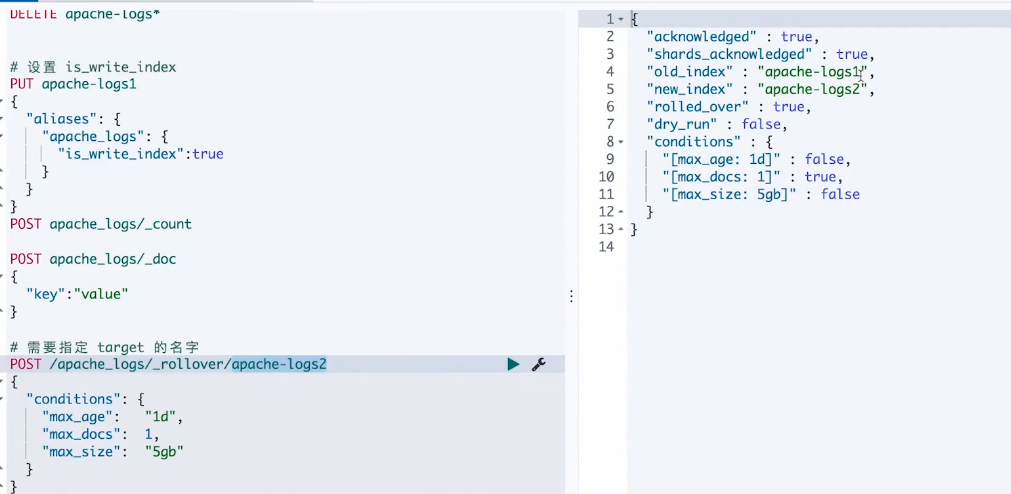 DELETE apache-logs*
# 设置 is_write_index
PUT apache-logs1
{
"aliases": {
"apache_logs": {
"is_write_index":true
}
}
}
POST apache_logs/_count
POST apache_logs/_doc
{
"key":"value"
}
# 需要指定 target 的名字
POST /apache_logs/_rollover/apache-logs2
{
"conditions": {
"max_age": "1d",
"max_docs": 1,
"max_size": "5gb"
}
}
1 {
2 "acknowledged" : true,
3 "shards_acknowledged" : true,
4 "old_index" : "apache-logs1",
5 "new_index" : "apache-logs2",
6 "rolled_over" : true,
7 "dry_run" : false,
8 "conditions" : {
9 "[max_age: 1d]" : false,
10 "[max_docs: 1]" : true,
11 "[max_size: 5gb]" : false
12 }
13 }
14